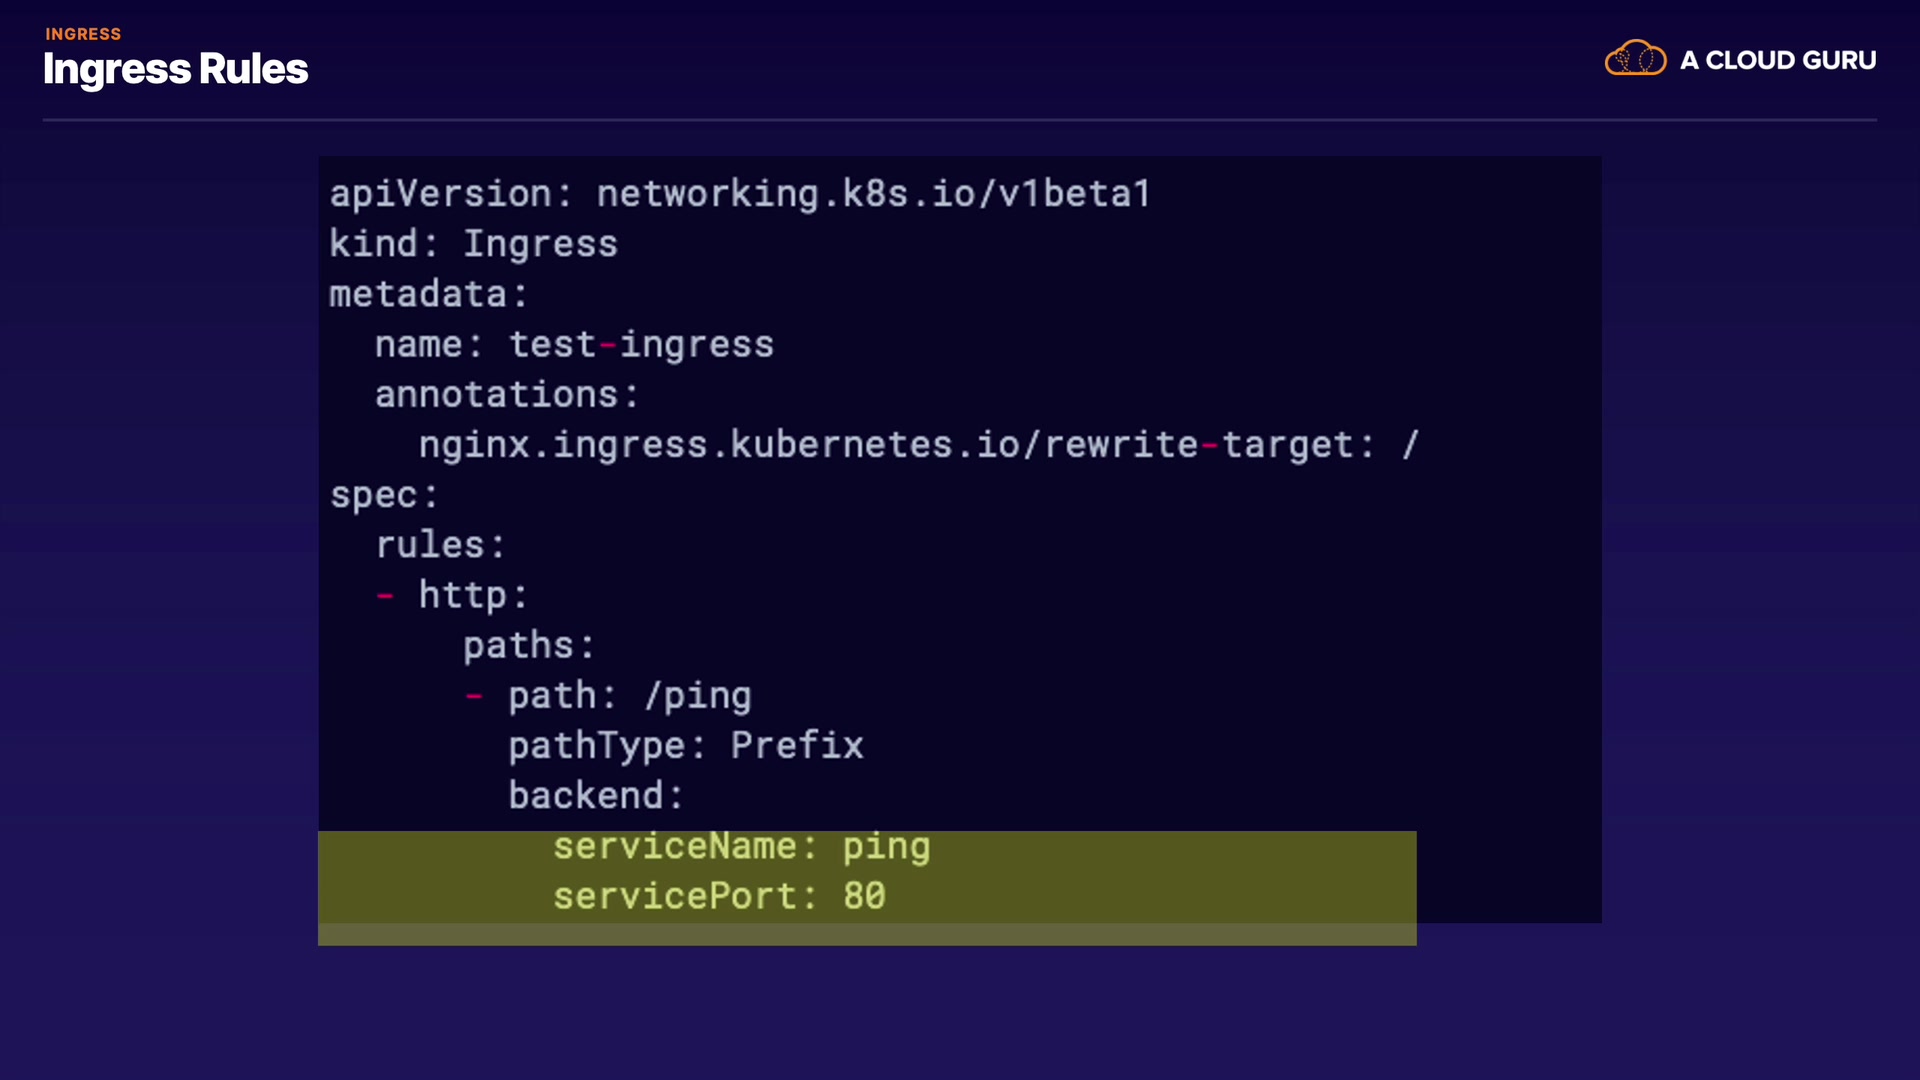 INGRESS
Ingress Rules
A CLOUD GURU
apiVersion: networking.k8s.io/v1beta1
kind: Ingress
metadata:
  name: test-ingress
  annotations:
    nginx.ingress.kubernetes.io/rewrite-target: /
spec:
  rules:
  - http:
      paths:
      - path: /ping
        pathType: Prefix
        backend:
          serviceName: ping
          servicePort: 80